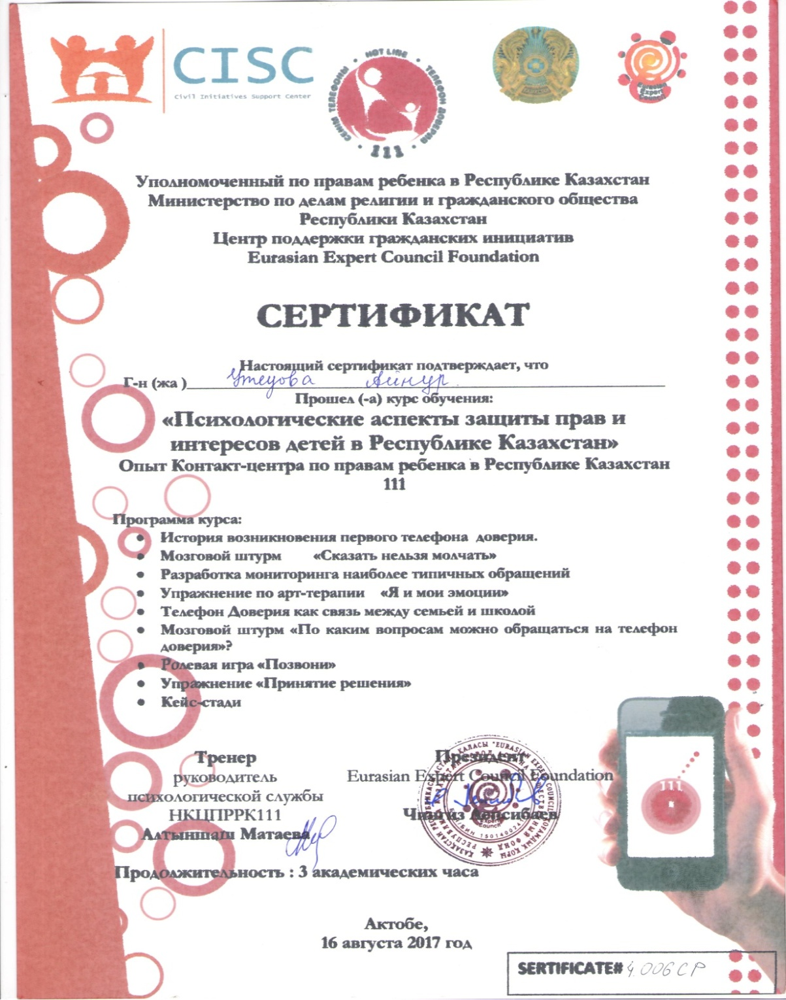 CISC
Civil Initiatives Support Center
СЕНІМ ТЕЛЕФОНЫ • HOT LINE • ТЕЛЕФОН ДОВЕРИЯ
• 111 •
Eurasian
Expert
Council
Уполномоченный по правам ребенка в Республике Казахстан
Министерство по делам религии и гражданского общества
Республики Казахстан
Центр поддержки гражданских инициатив
Eurasian Expert Council Foundation
СЕРТИФИКАТ
Настоящий сертификат подтверждает, что
Г-н (жа ) Утеуова Айнур
Прошел (-а) курс обучения:
«Психологические аспекты защиты прав и
интересов детей в Республике Казахстан»
Опыт Контакт-центра по правам ребенка в Республике Казахстан
111
Программа курса:
• История возникновения первого телефона доверия.
• Мозговой штурм «Сказать нельзя молчать»
• Разработка мониторинга наиболее типичных обращений
• Упражнение по арт-терапии «Я и мои эмоции»
• Телефон Доверия как связь между семьей и школой
• Мозговой штурм «По каким вопросам можно обращаться на телефон
доверия»?
• Ролевая игра «Позвони»
• Упражнение «Принятие решения»
• Кейс-стади
Тренер
руководитель
психологической службы
НКЦПРРК111
Алтыншаш Матаева
Президент
Eurasian Expert Council Foundation
Чингиз Лепсибаев
111
Продолжительность : 3 академических часа
Актобе,
16 августа 2017 год
SERTIFICATE# 4.006 CP